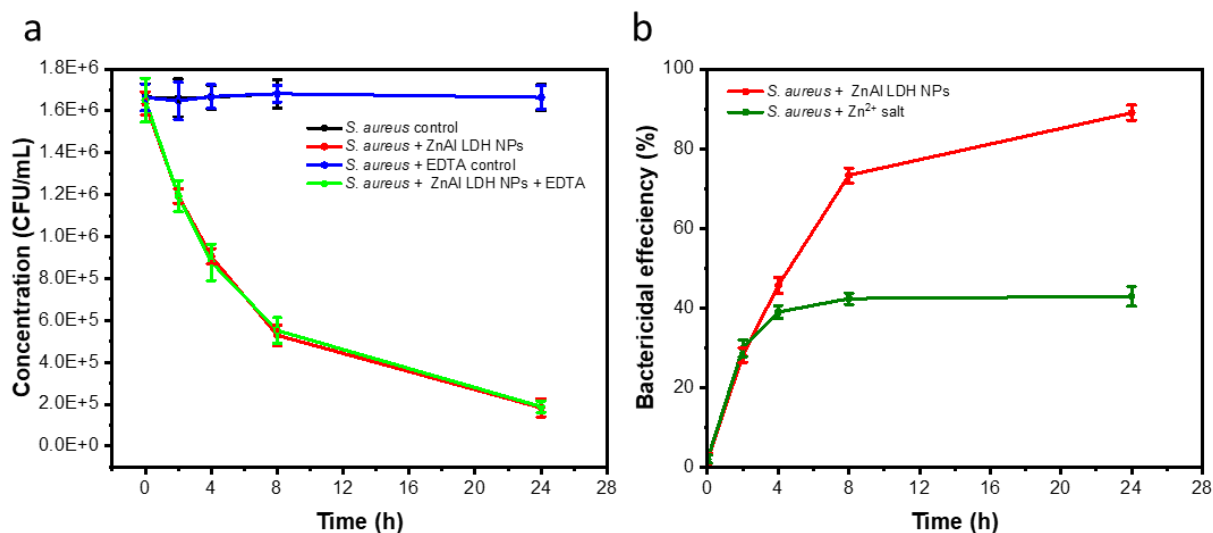 a
1.8E+6
1.6E+6
1.4E+6
1.2E+6
1.0E+6
8.0E+5
6.0E+5
4.0E+5
2.0E+5
0.0E+0
Concentration (CFU/mL)
S. aureus control
S. aureus + ZnAl LDH NPs
S. aureus + EDTA control
S. aureus + ZnAl LDH NPs + EDTA
0 4 8 12 16 20 24 28
Time (h)
b
100
80
60
40
20
0
Bactericidal effeciency (%)
S. aureus + ZnAl LDH NPs
S. aureus + Zn²⁺ salt
0 4 8 12 16 20 24 28
Time (h)